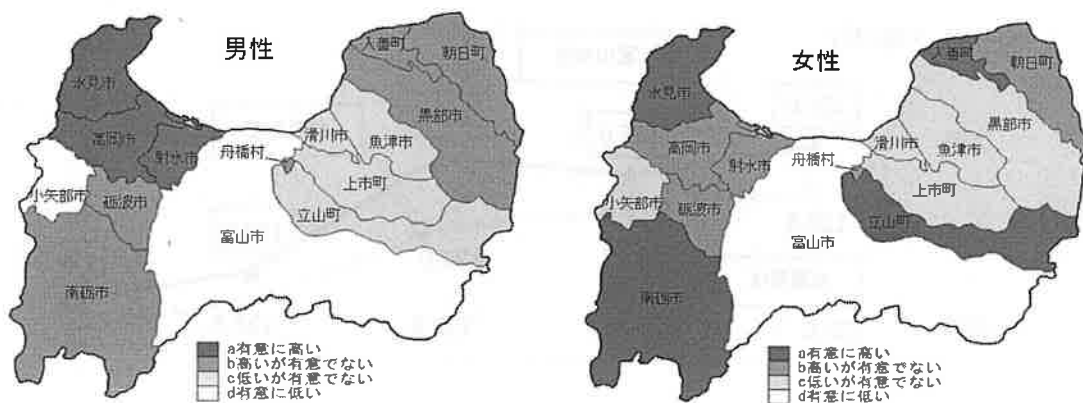 男性
氷見市
高岡市
射水市
小矢部市
砺波市
南砺市
富山市
舟橋村
滑川市
魚津市
上市町
立山町
入善町
朝日町
黒部市
a有意に高い
b高いが有意でない
c低いが有意でない
d有意に低い
女性
氷見市
高岡市
射水市
小矢部市
砺波市
南砺市
富山市
舟橋村
滑川市
魚津市
上市町
立山町
入善町
朝日町
黒部市
a有意に高い
b高いが有意でない
c低いが有意でない
d有意に低い